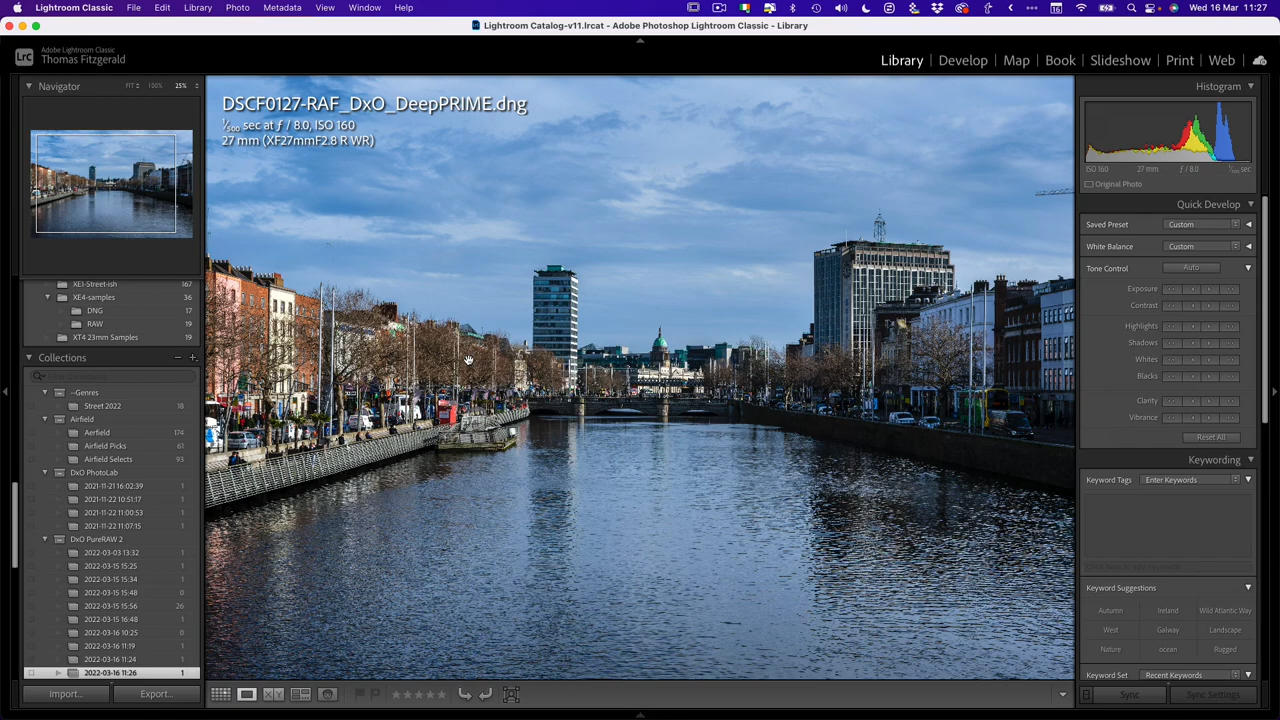 Lightroom Classic File Edit Library Photo Metadata View Window Help Wed 16 Mar 11:27
Lightroom Catalog-v11.lrcat - Adobe Photoshop Lightroom Classic - Library
Lrc Adobe Lightroom Classic
Thomas Fitzgerald
Library Develop Map Book Slideshow Print Web
Navigator FIT 100% 25%
XE1-Street-ish 167
XE4-samples 36
DNG 17
RAW 19
XT4 23mm Samples 19
Collections
--Genres
Street 2022 18
Airfield
Aerfield 174
Airfield Picks 61
Airfield Selects 93
DxO PhotoLab
2021-11-21 16:02:39 1
2021-11-22 10:51:17 1
2021-11-22 11:00:53 1
2021-11-22 11:07:15 1
DxO PureRAW 2
2022-03-03 13:32 1
2022-03-15 15:25 1
2022-03-15 15:34 1
2022-03-15 15:48 0
2022-03-15 15:56 26
2022-03-15 16:48 1
2022-03-16 10:25 0
2022-03-16 11:19 1
2022-03-16 11:24 1
2022-03-16 11:26 1
Import... Export...
DSCF0127-RAF_DxO_DeepPRIME.dng
1/500 sec at ƒ / 8.0, ISO 160
27 mm (XF27mmF2.8 R WR)
Histogram
ISO 160 27 mm ƒ / 8.0 1/500 sec
Original Photo
Quick Develop
Saved Preset Custom
White Balance Custom
Tone Control Auto
Exposure
Contrast
Highlights
Shadows
Whites
Blacks
Clarity
Vibrance
Reset All
Keywording
Keyword Tags Enter Keywords
Keyword Suggestions
Autumn Ireland Wild Atlantic Way
West Galway Landscape
Nature ocean Rugged
Keyword Set Recent Keywords
Sync Sync Settings